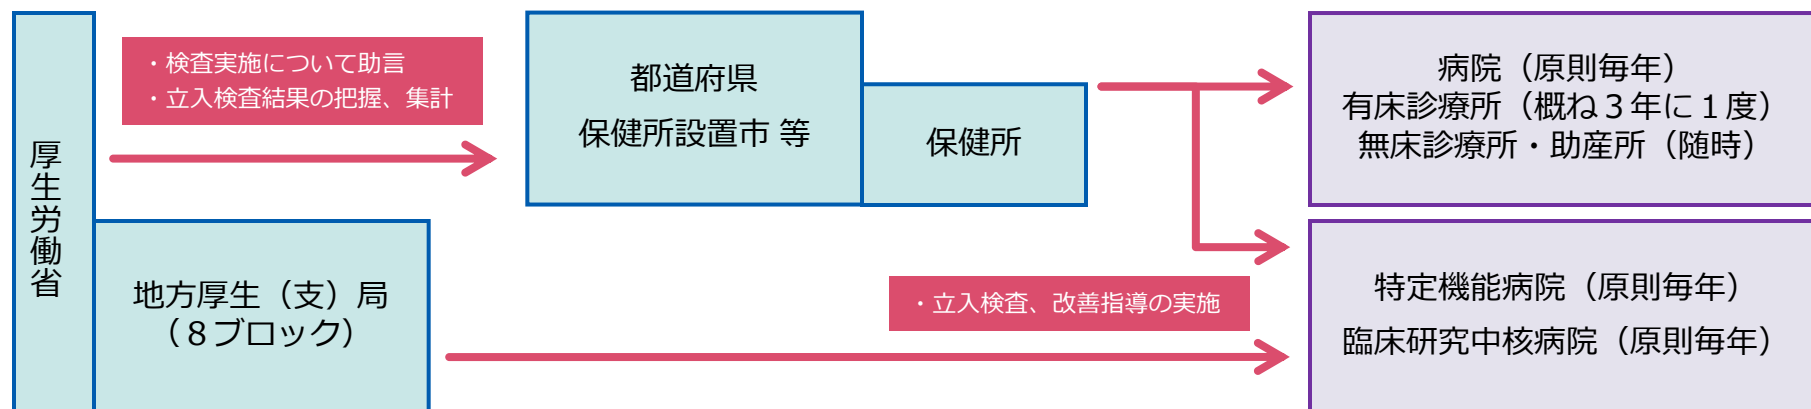 厚生労働省
・検査実施について助言
・立入検査結果の把握、集計
都道府県
保健所設置市 等
保健所
病院（原則毎年）
有床診療所（概ね３年に１度）
無床診療所・助産所（随時）
地方厚生（支）局
（８ブロック）
・立入検査、改善指導の実施
特定機能病院（原則毎年）
臨床研究中核病院（原則毎年）